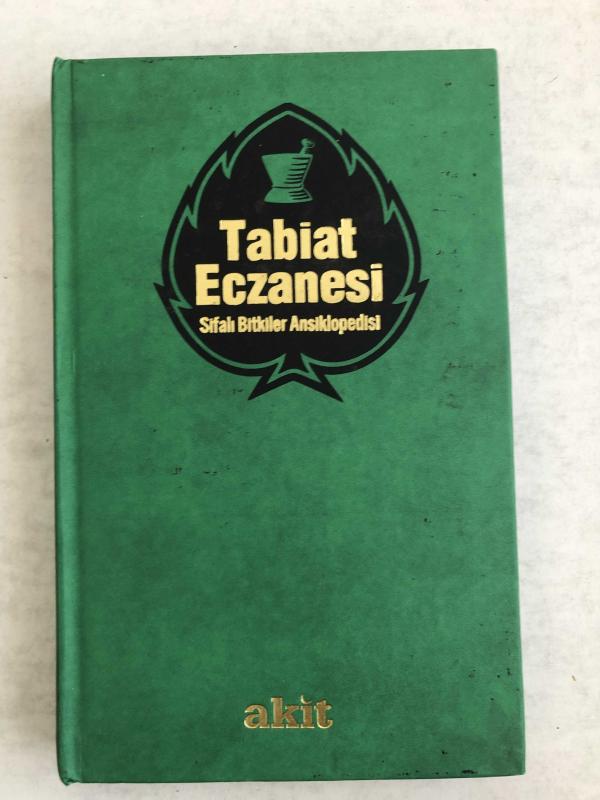 Tabiat
Eczanesi
Şifalı Bitkiler Ansiklopedisi
akit